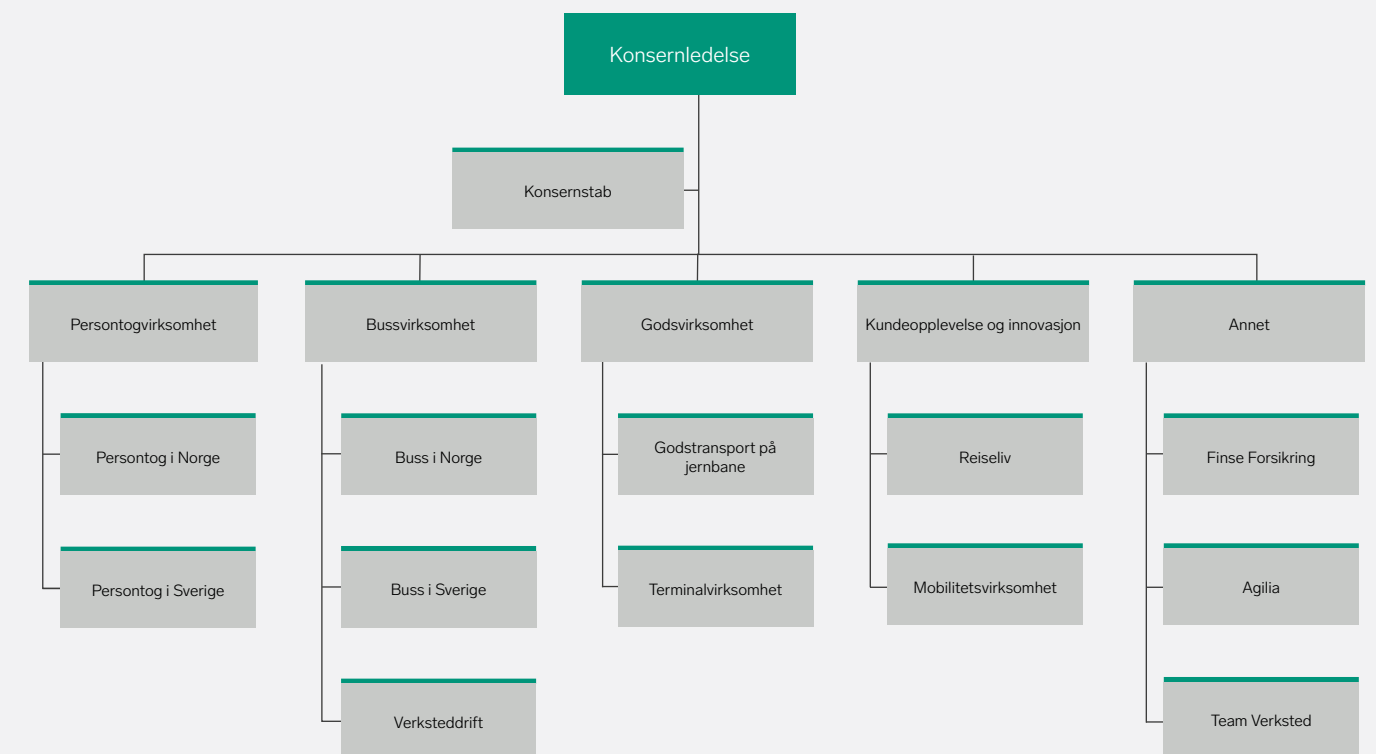 Konsernledelse
Konsernstab
Persontogvirksomhet
Bussvirksomhet
Godsvirksomhet
Kundeopplevelse og innovasjon
Annet
Persontog i Norge
Buss i Norge
Godstransport på
jernbane
Reiseliv
Finse Forsikring
Persontog i Sverige
Buss i Sverige
Terminalvirksomhet
Mobilitetsvirksomhet
Agilia
Verksteddrift
Team Verksted